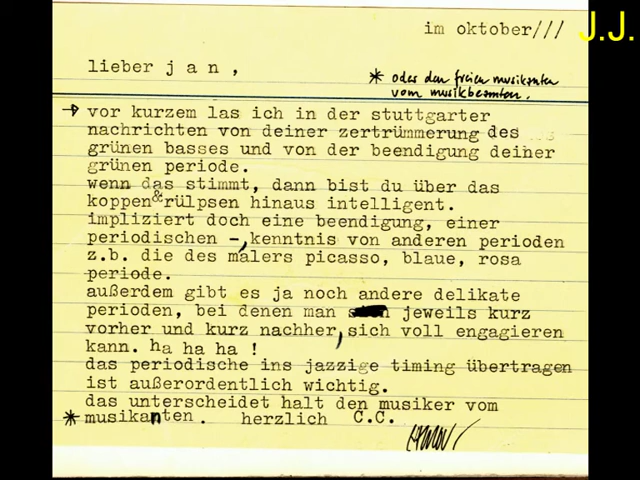 im oktober///
J.J.
lieber j a n ,
* oder den freien musikanten
vom musikbeamten.
vor kurzem las ich in der stuttgarter
nachrichten von deiner zertrümmerung des
grünen basses und von der beendigung deiner
grünen periode.
wenn das stimmt, dann bist du über das
koppen & rülpsen hinaus intelligent.
impliziert doch eine beendigung, einer
periodischen -, kenntnis von anderen perioden
z.b. die des malers picasso, blaue, rosa
periode.
außerdem gibt es ja noch andere delikate
perioden, bei denen man jeweils kurz
vorher und kurz nachher, sich voll engagieren
kann. ha ha ha !
das periodische ins jazzige timing übertragen
ist außerordentlich wichtig.
das unterscheidet halt den musiker vom
* musikanten . herzlich C.C.